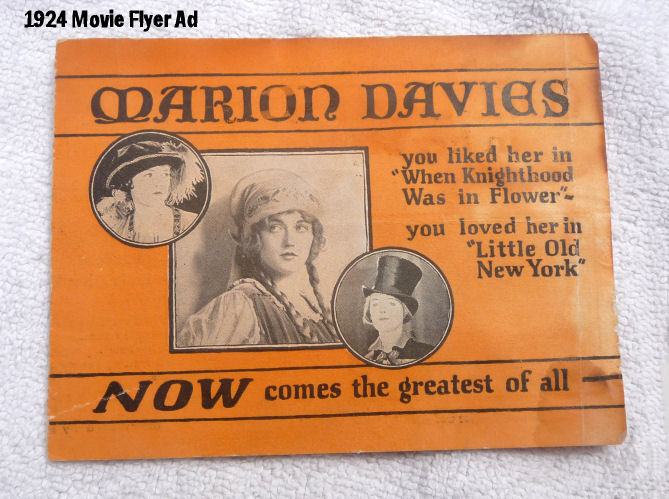 1924 Movie Flyer Ad
MARION DAVIES
you liked her in
"When Knighthood
Was in Flower"~
you loved her in
"Little Old
New York"
NOW comes the greatest of all —